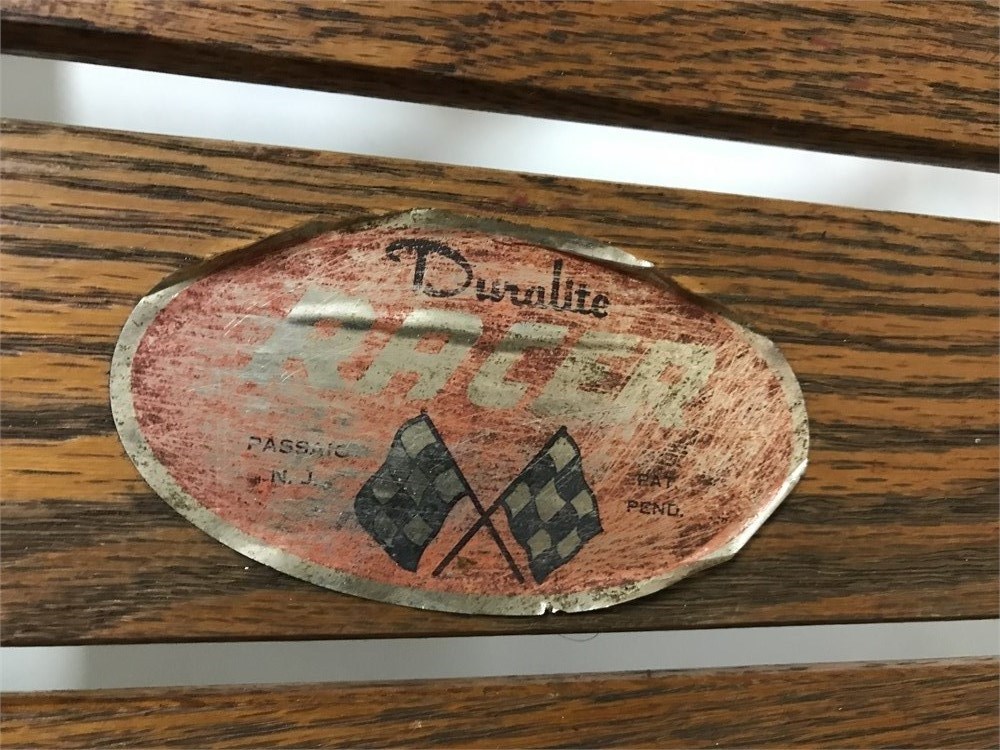 Duralite
RACER
PASSAIC
N. J.
PAT.
PEND.